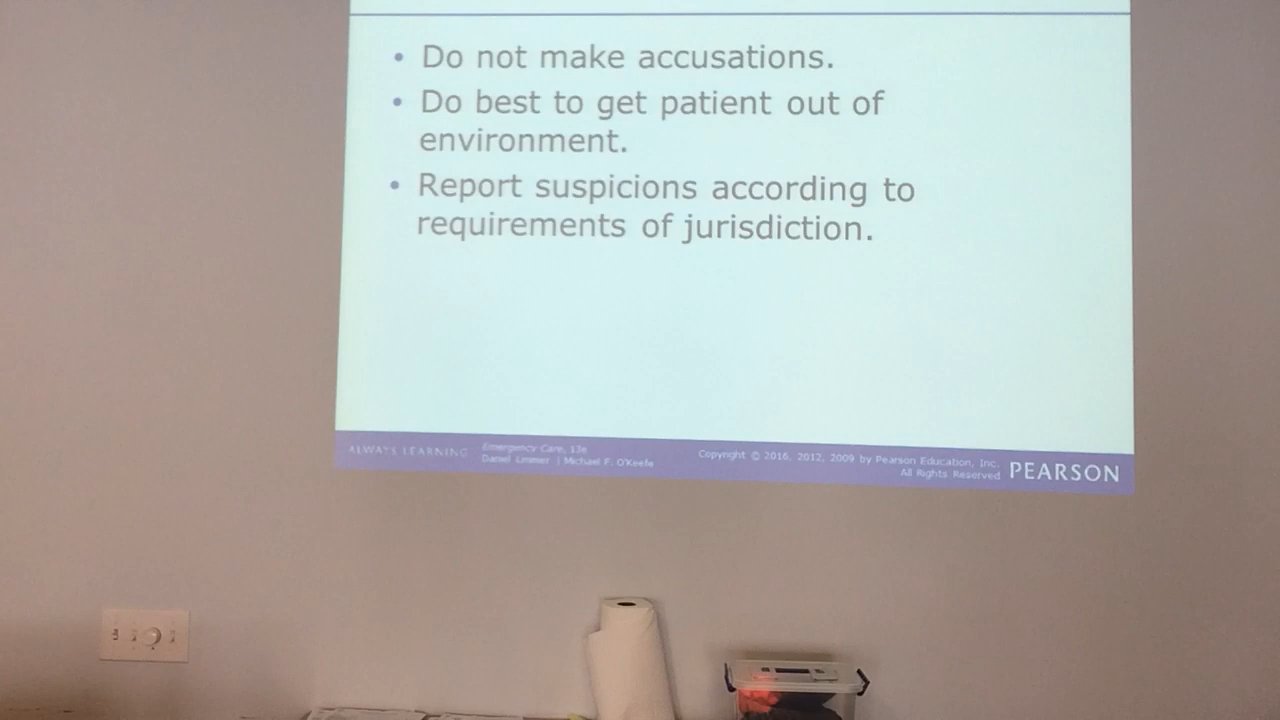 • Do not make accusations.
• Do best to get patient out of
environment.
• Report suspicions according to
requirements of jurisdiction.
ALWAYS LEARNING
Emergency Care, 13e
Daniel Limmer | Michael F. O'Keefe
Copyright © 2016, 2012, 2009 by Pearson Education, Inc.
All Rights Reserved
PEARSON